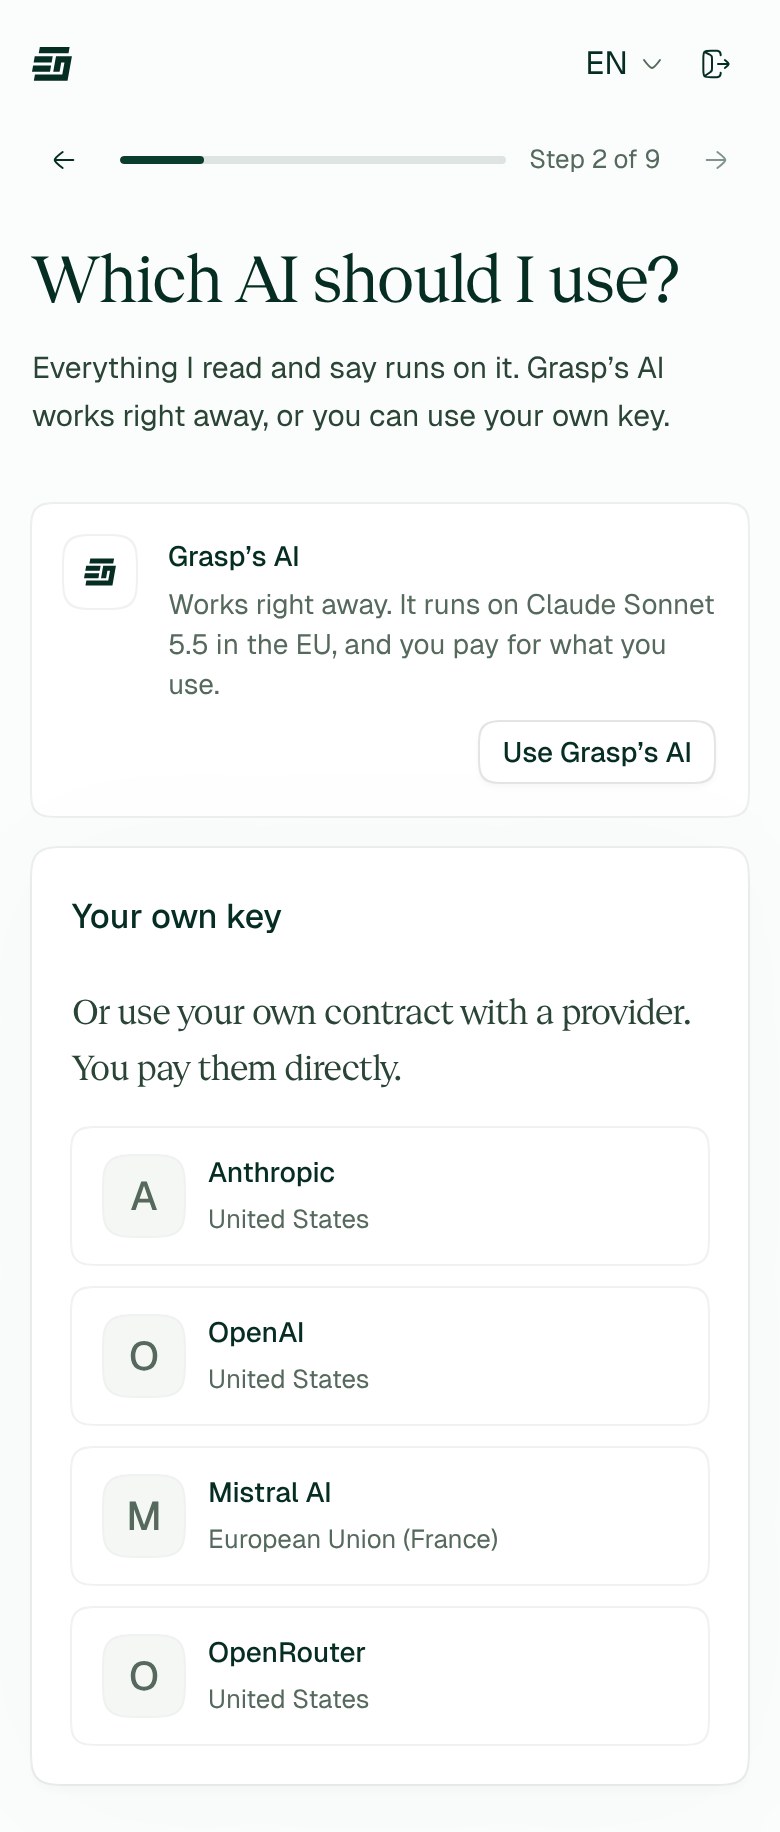 EN
Step 2 of 9
Which AI should I use?
Everything I read and say runs on it. Grasp’s AI
works right away, or you can use your own key.
Grasp’s AI
Works right away. It runs on Claude Sonnet
5.5 in the EU, and you pay for what you
use.
Use Grasp’s AI
Your own key
Or use your own contract with a provider.
You pay them directly.
A
Anthropic
United States
O
OpenAI
United States
M
Mistral AI
European Union (France)
O
OpenRouter
United States